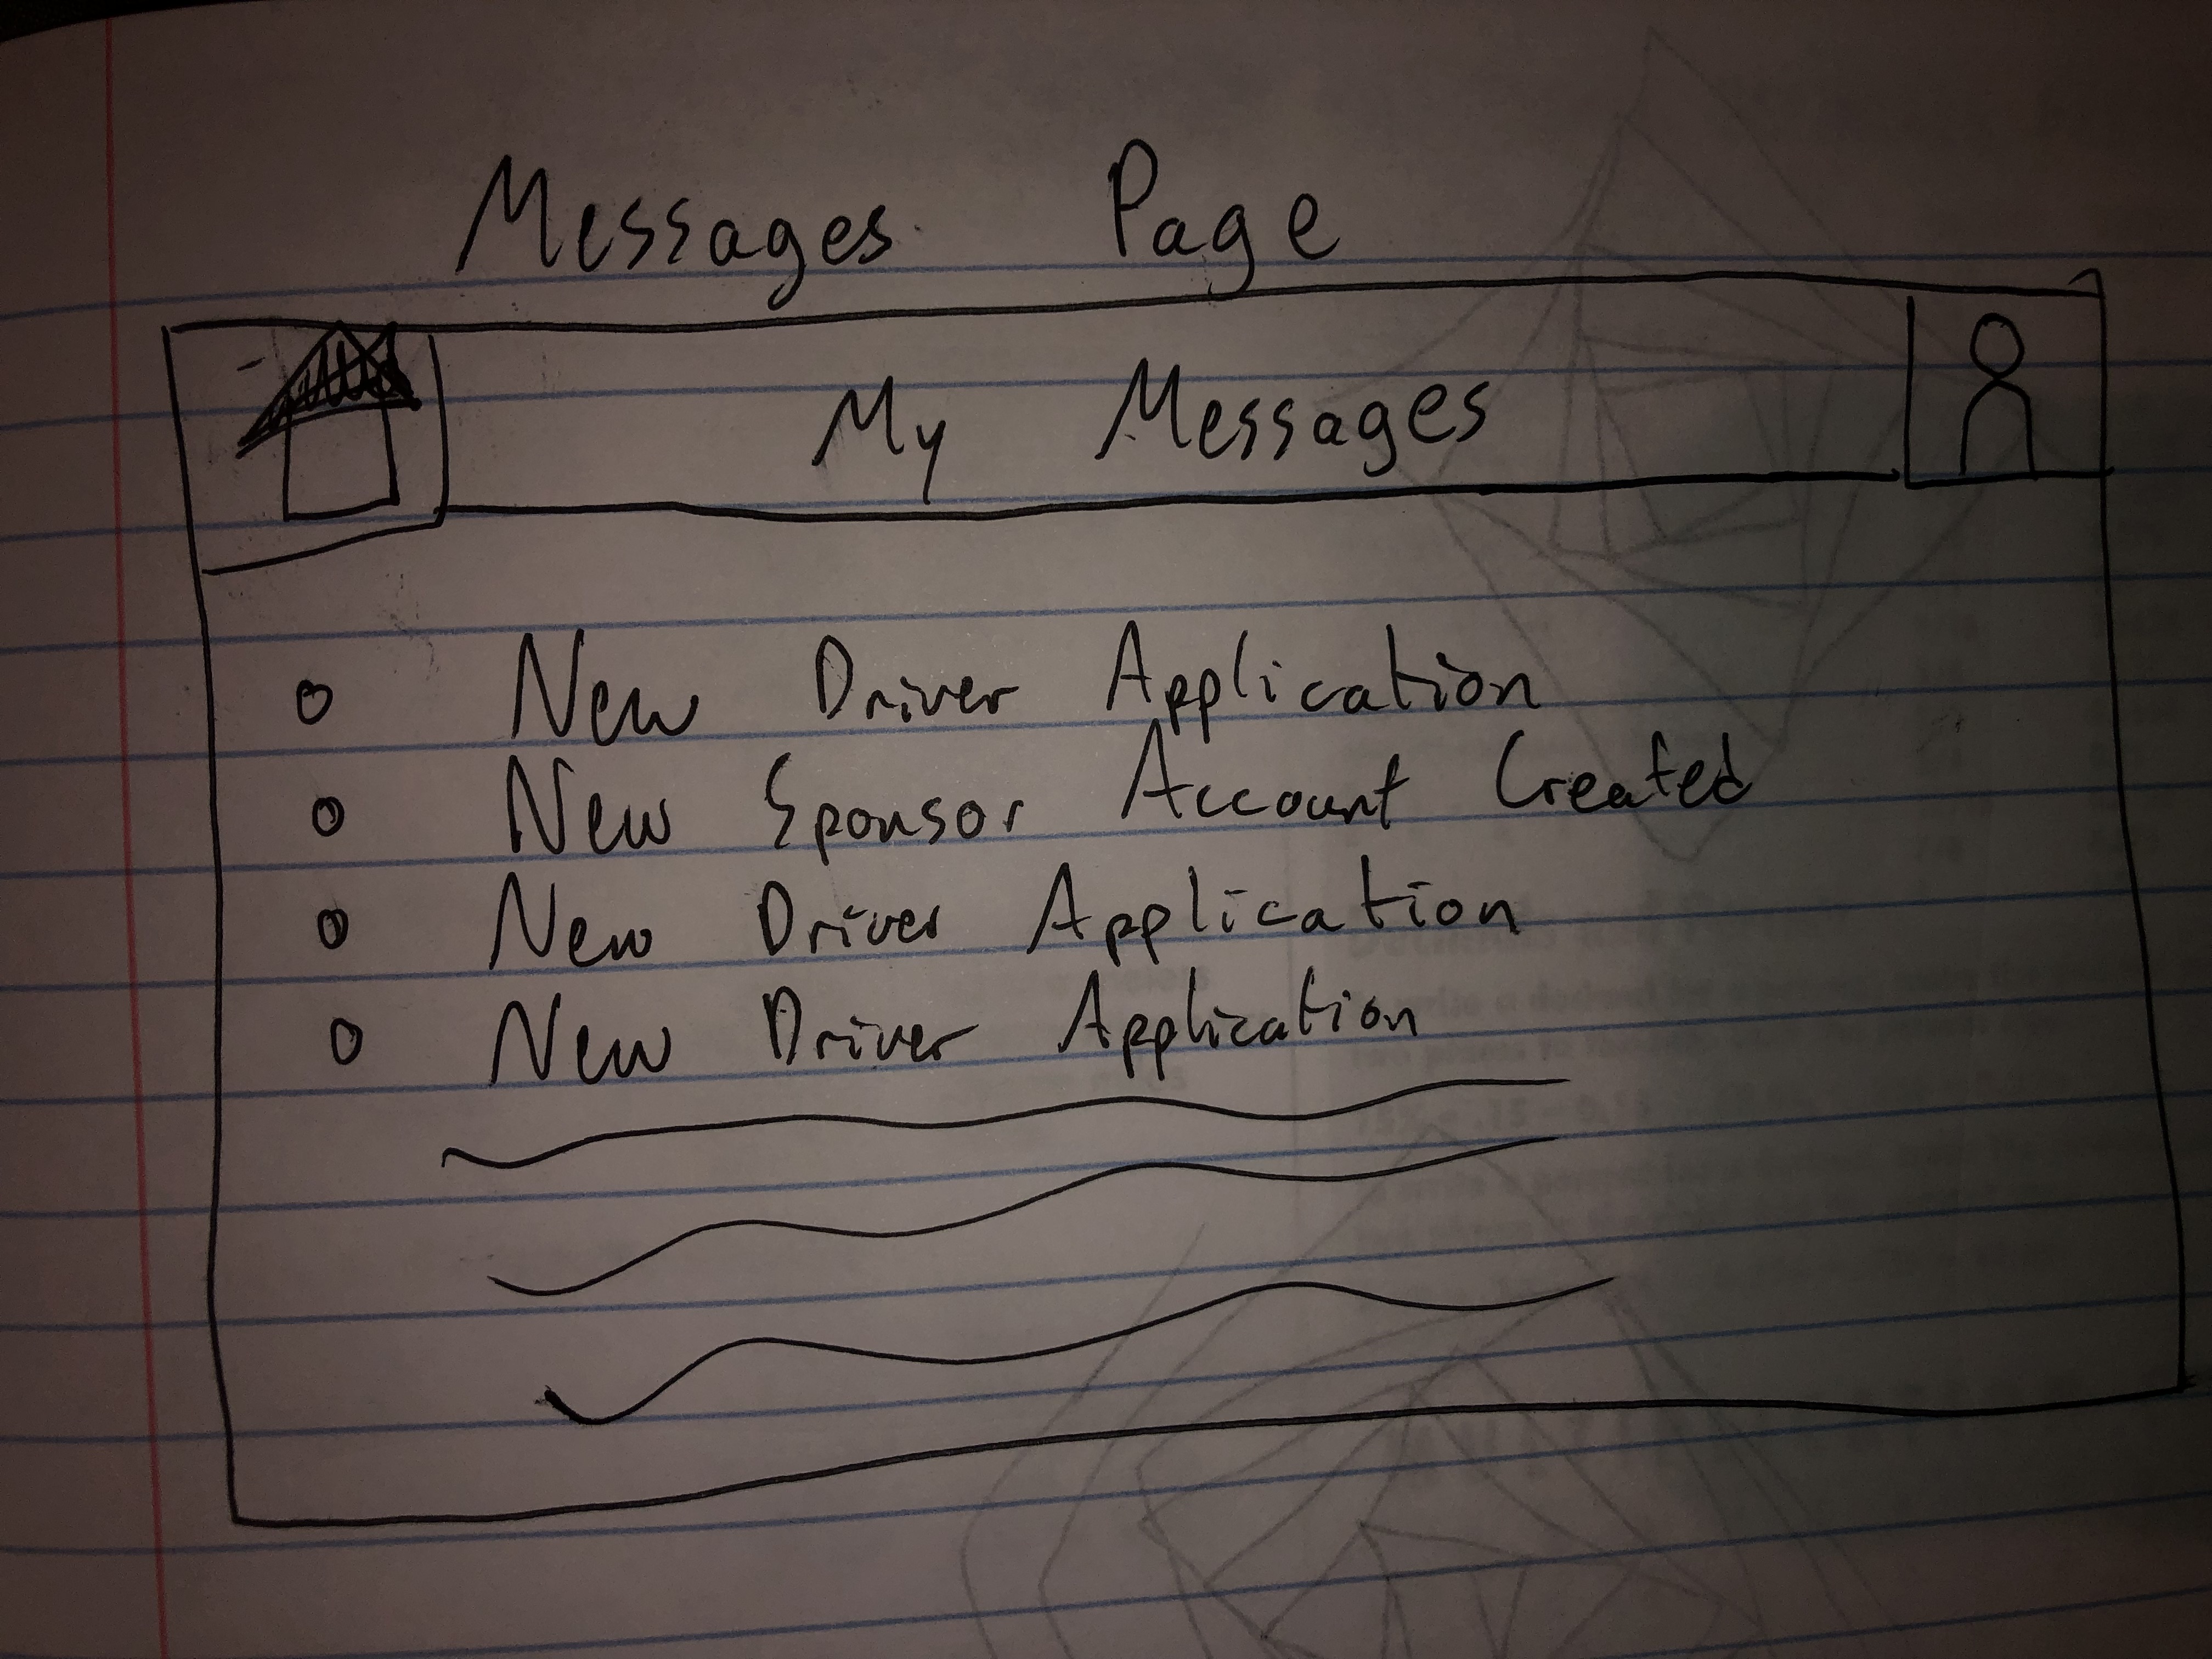 Messages Page
My Messages
New Driver Application
New Sponsor Account Created
New Driver Application
New Driver Application